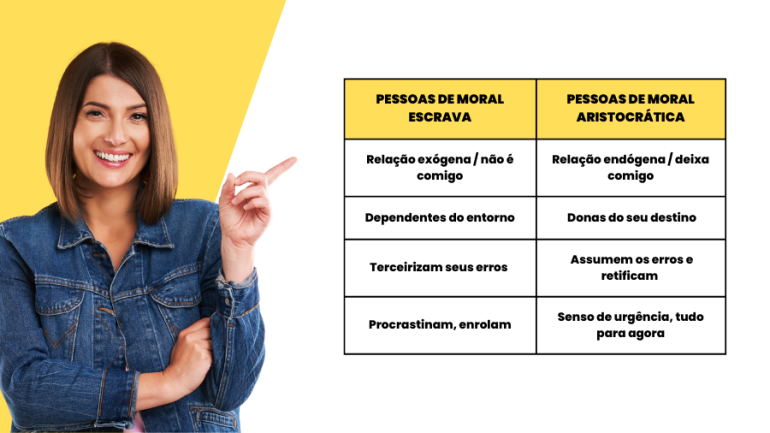 PESSOAS DE MORAL
ESCRAVA
PESSOAS DE MORAL
ARISTOCRÁTICA
Relação exógena / não é
comigo
Relação endógena / deixa
comigo
Dependentes do entorno
Donas do seu destino
Terceirizam seus erros
Assumem os erros e
retificam
Procrastinam, enrolam
Senso de urgência, tudo
para agora